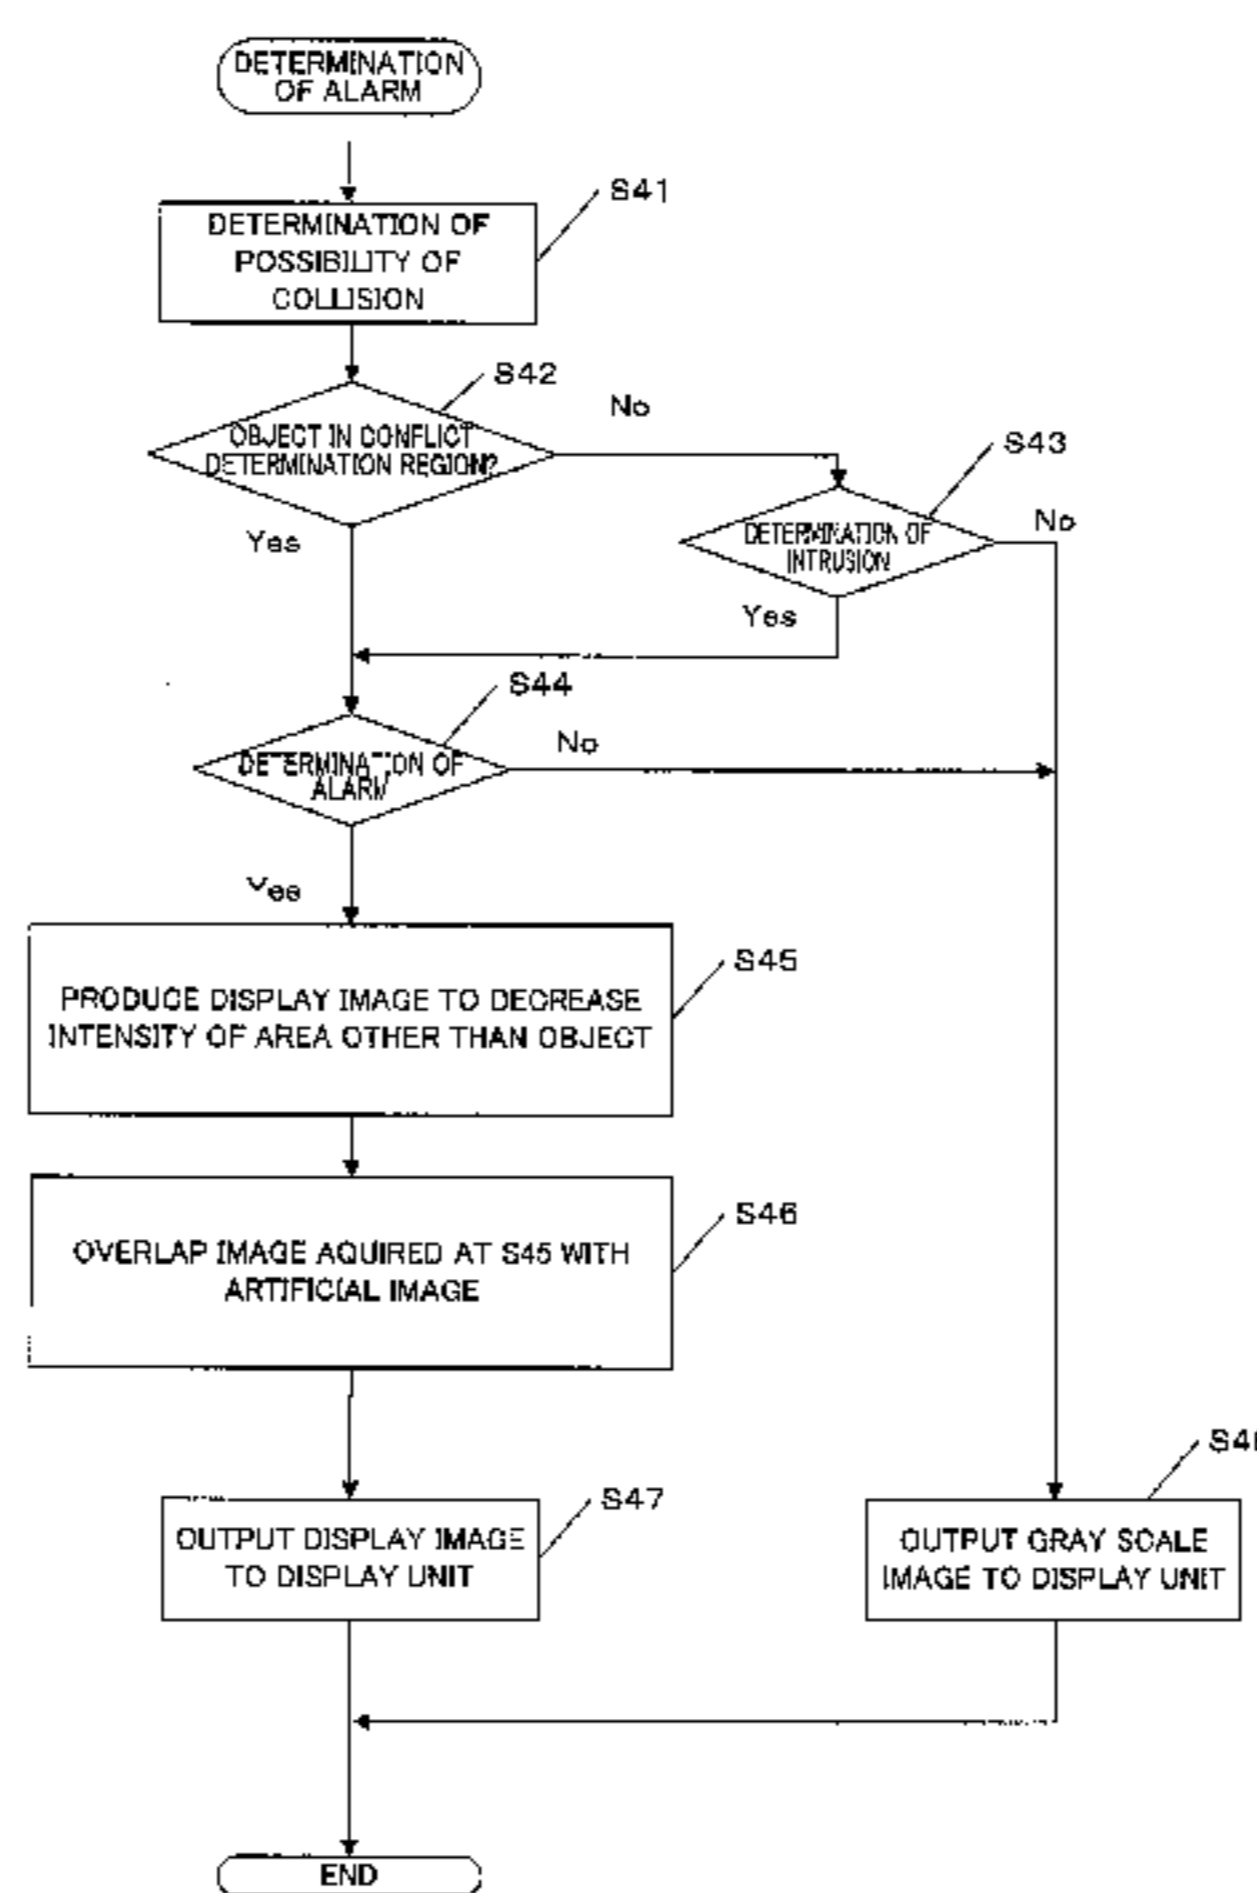 DETERMINATION
OF ALARM
S41
DETERMINATION OF
POSSIBILITY OF
COLLISION
S42
OBJECT IN CONFLICT
DETERMINATION REGION?
No
Yes
S43
DETERMINATION OF
INTRUSION
No
Yes
S44
DETERMINATION OF
ALARM
No
Yes
S45
PRODUCE DISPLAY IMAGE TO DECREASE
INTENSITY OF AREA OTHER THAN OBJECT
S46
OVERLAP IMAGE AQUIRED AT S45 WITH
ARTIFICIAL IMAGE
S47
OUTPUT DISPLAY IMAGE
TO DISPLAY UNIT
OUTPUT GRAY SCALE
IMAGE TO DISPLAY UNIT
END